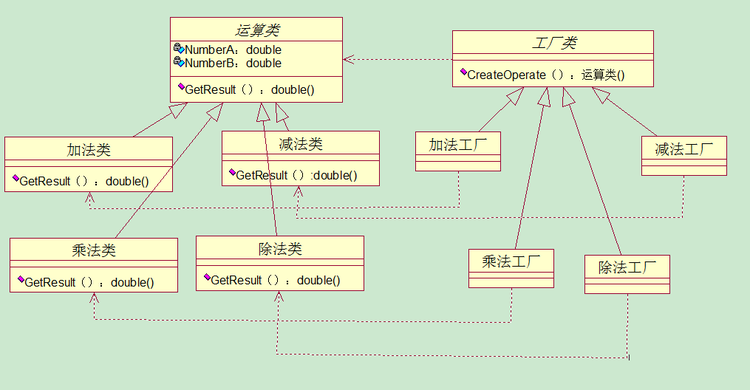 运算类
NumberA：double
NumberB：double
GetResult（）：double()
工厂类
CreateOperate（）：运算类()
加法类
GetResult（）：double()
减法类
GetResult（）:double()
加法工厂
减法工厂
乘法类
GetResult（）：double()
除法类
GetResult（）：double()
乘法工厂
除法工厂